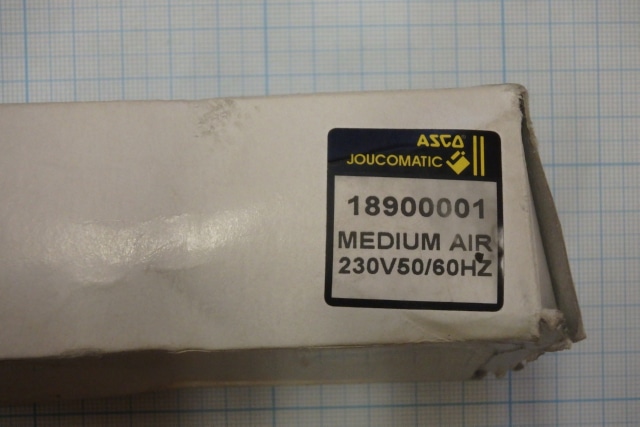 ASCO
JOUCOMATIC
18900001
MEDIUM AIR
230V50/60HZ